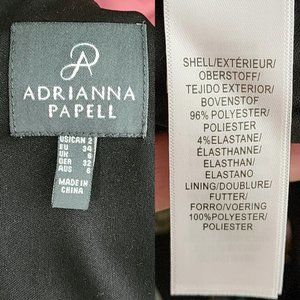 ADRIANNA
PAPELL
US/CAN 2
EU 34
UK 6
GER 32
AUS 6
MADE IN
CHINA
SHELL/EXTÉRIEUR/
OBERSTOFF/
TEJIDO EXTERIOR/
BOVENSTOF
96% POLYESTER/
POLIESTER
4%ELASTANE/
ÉLASTHANNE/
ELASTHAN/
ELASTANO
LINING/DOUBLURE/
FUTTER/
FORRO/VOERING
100%POLYESTER/
POLIESTER